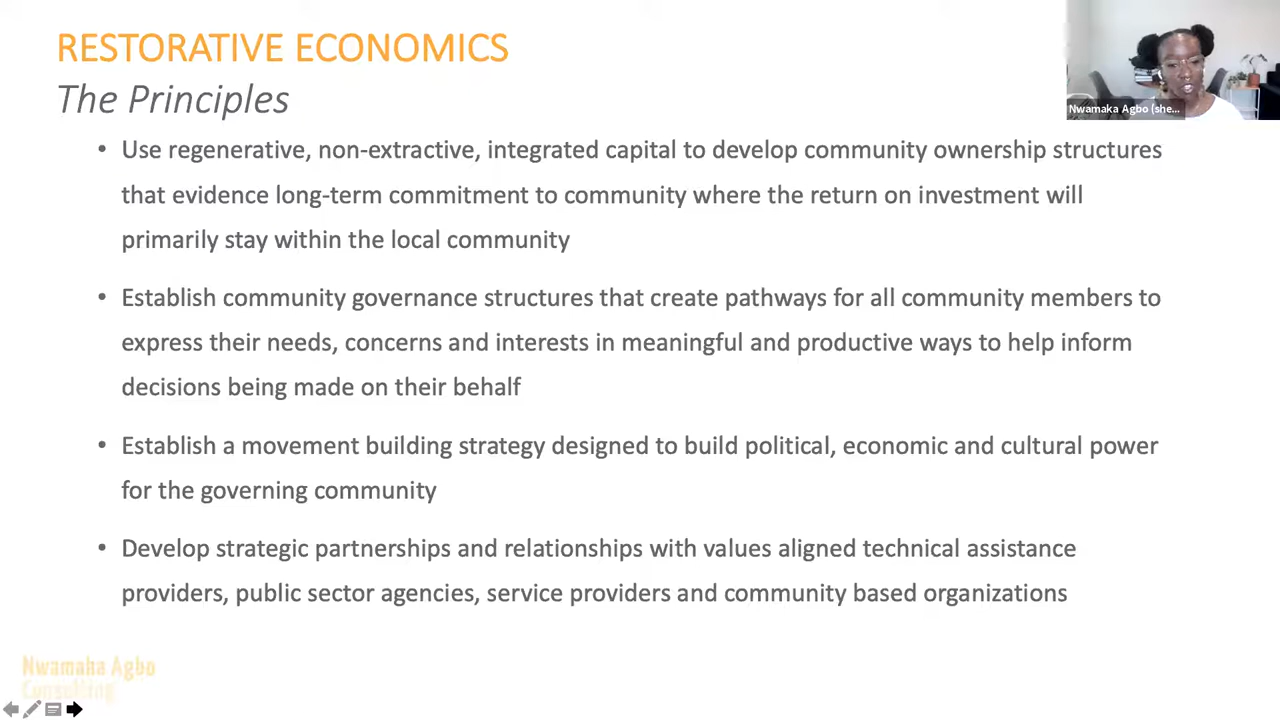 RESTORATIVE ECONOMICS
The Principles
Nwamaka Agbo (she...
• Use regenerative, non-extractive, integrated capital to develop community ownership structures
that evidence long-term commitment to community where the return on investment will
primarily stay within the local community
• Establish community governance structures that create pathways for all community members to
express their needs, concerns and interests in meaningful and productive ways to help inform
decisions being made on their behalf
• Establish a movement building strategy designed to build political, economic and cultural power
for the governing community
• Develop strategic partnerships and relationships with values aligned technical assistance
providers, public sector agencies, service providers and community based organizations
Nwamaka Agbo
Consulting